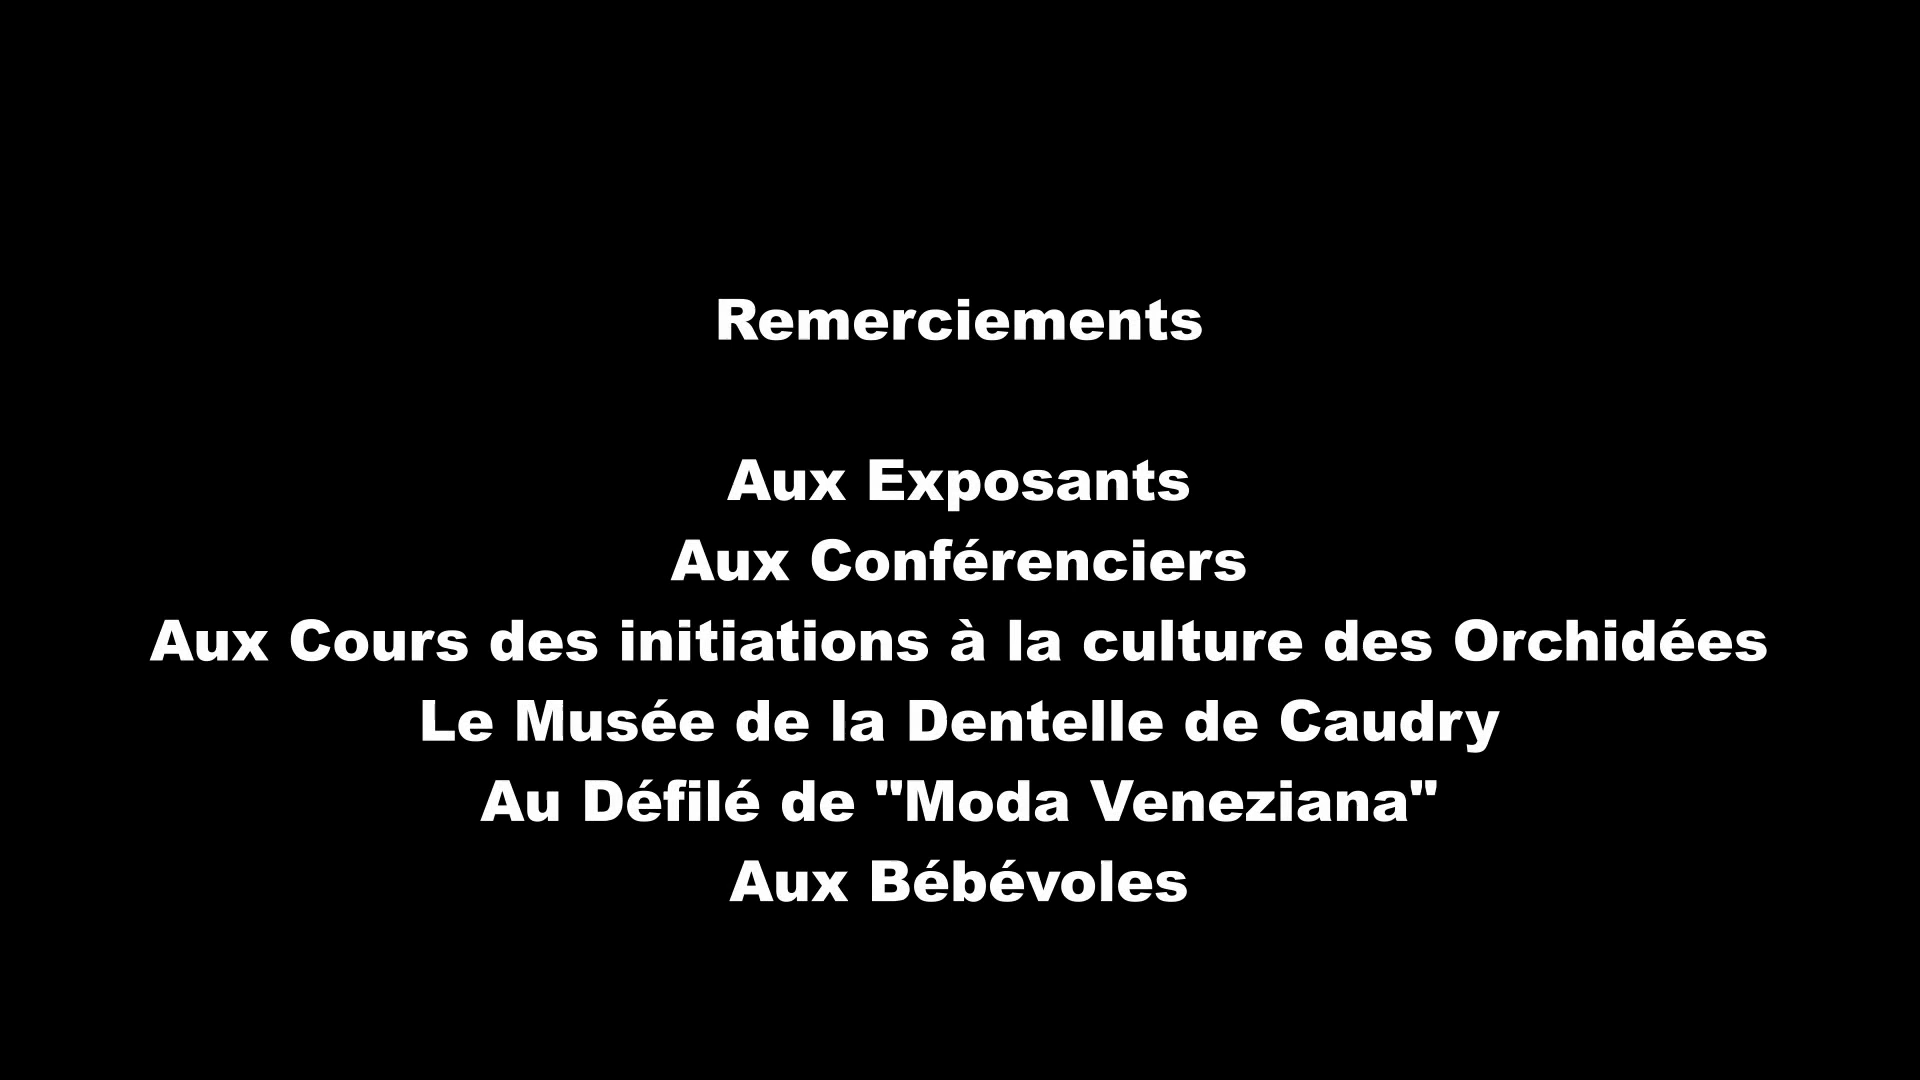 Remerciements
Aux Exposants
Aux Conférenciers
Aux Cours des initiations à la culture des Orchidées
Le Musée de la Dentelle de Caudry
Au Défilé de "Moda Veneziana"
Aux Bébévoles